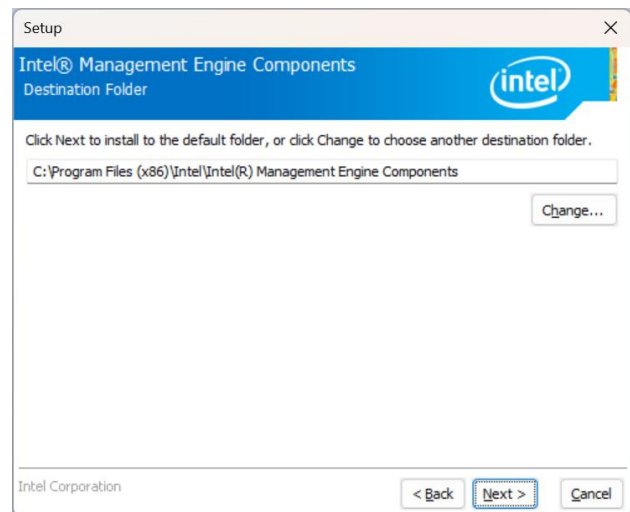 Setup
Intel® Management Engine Components
Destination Folder
intel
Click Next to install to the default folder, or click Change to choose another destination folder.
C:\Program Files (x86)\Intel\Intel(R) Management Engine Components
Change...
Intel Corporation
< Back
Next >
Cancel